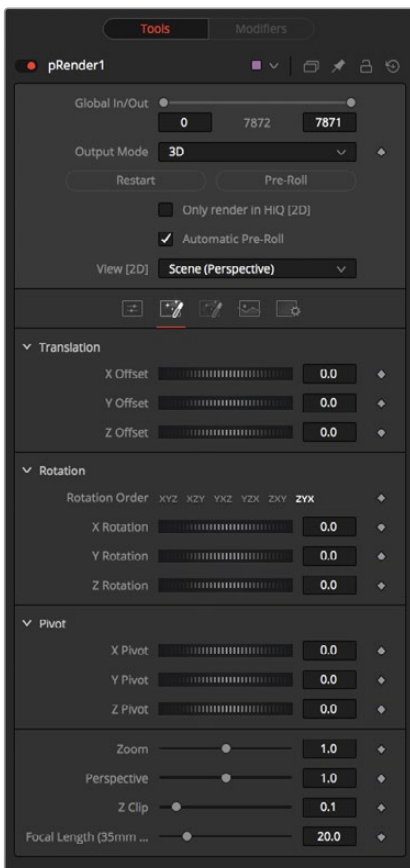 Tools Modifiers
pRender1
Global In/Out
0 7872 7871
Output Mode 3D
Restart Pre-Roll
Only render in HiQ [2D]
Automatic Pre-Roll
View [2D] Scene (Perspective)
Translation
X Offset 0.0
Y Offset 0.0
Z Offset 0.0
Rotation
Rotation Order XYZ XZY YXZ YZX ZXY ZYX
X Rotation 0.0
Y Rotation 0.0
Z Rotation 0.0
Pivot
X Pivot 0.0
Y Pivot 0.0
Z Pivot 0.0
Zoom 1.0
Perspective 1.0
Z Clip 0.1
Focal Length (35mm ... 20.0